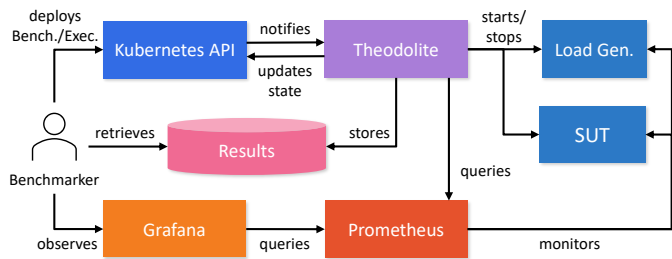 deploys
Bench./Exec.
Kubernetes API
notifies
updates
state
Theodolite
starts/
stops
Load Gen.
Benchmarker
retrieves
Results
stores
queries
SUT
observes
Grafana
queries
Prometheus
monitors